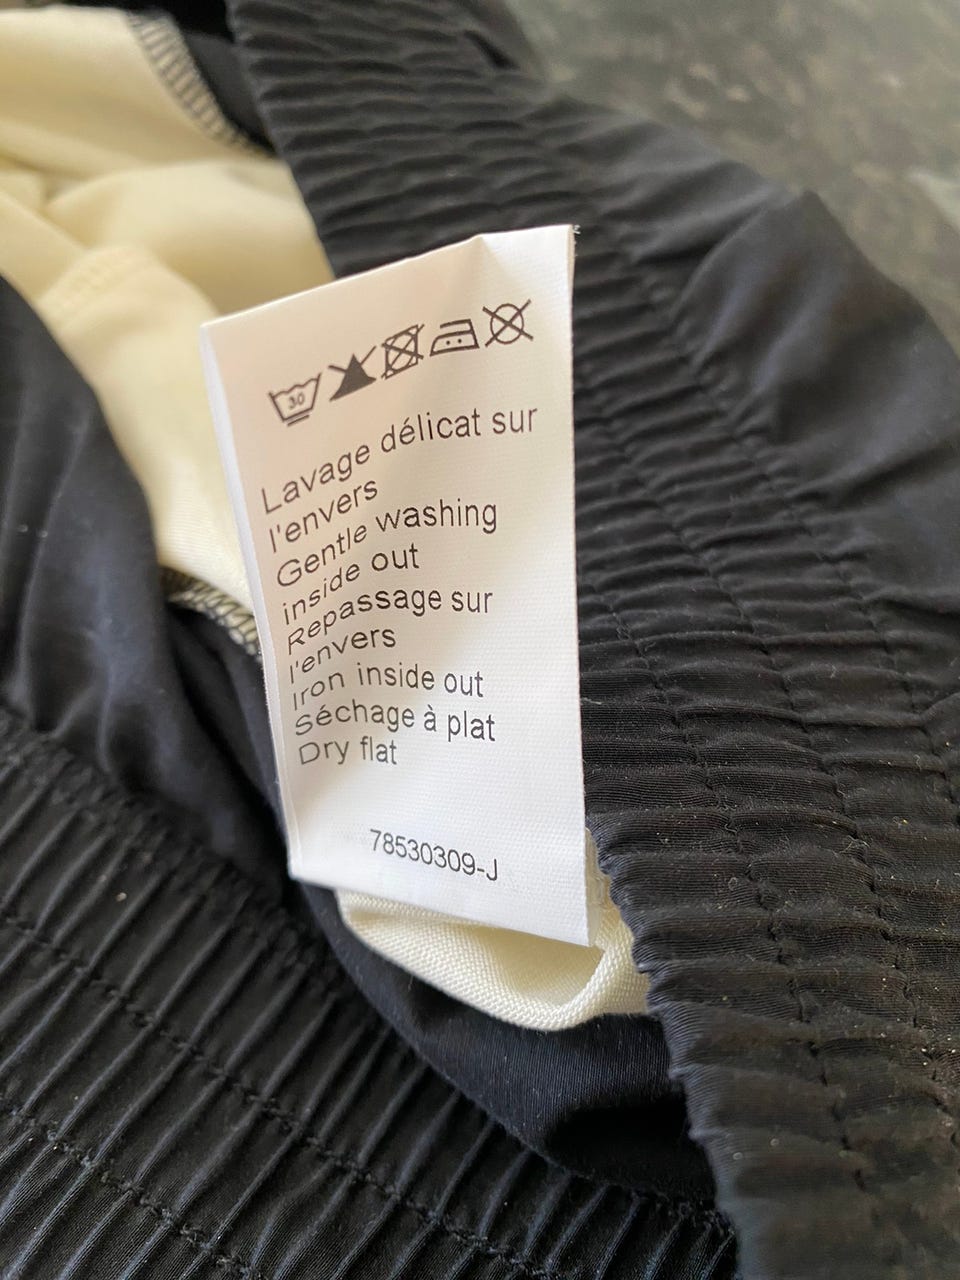 30
Lavage délicat sur
l'envers
Gentle washing
inside out
Repassage sur
l'envers
Iron inside out
Séchage à plat
Dry flat
78530309-J